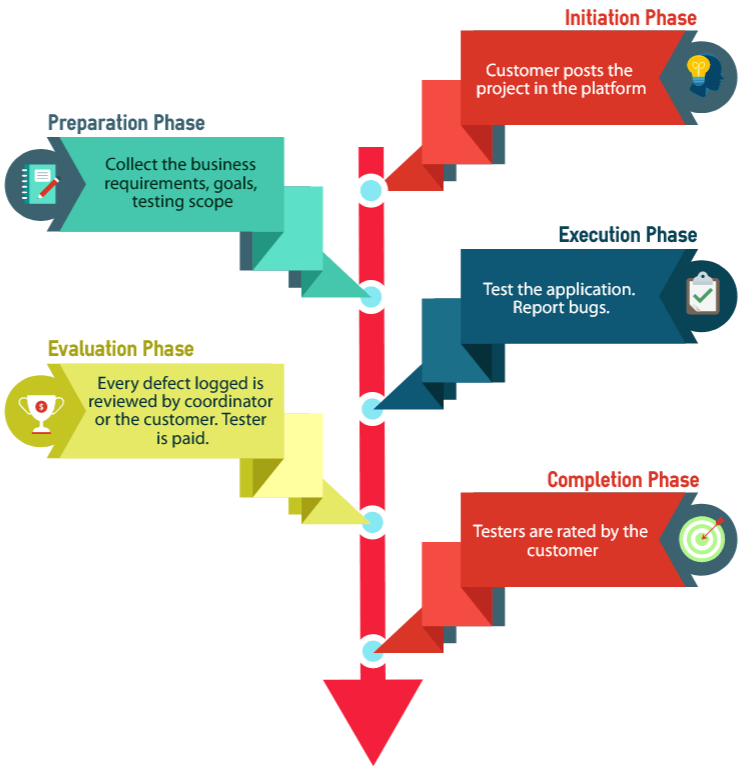 Initiation Phase
Customer posts the
project in the platform
Preparation Phase
Collect the business
requirements, goals,
testing scope
Execution Phase
Test the application.
Report bugs.
Evaluation Phase
Every defect logged is
reviewed by coordinator
or the customer. Tester
is paid.
Completion Phase
Testers are rated by the
customer